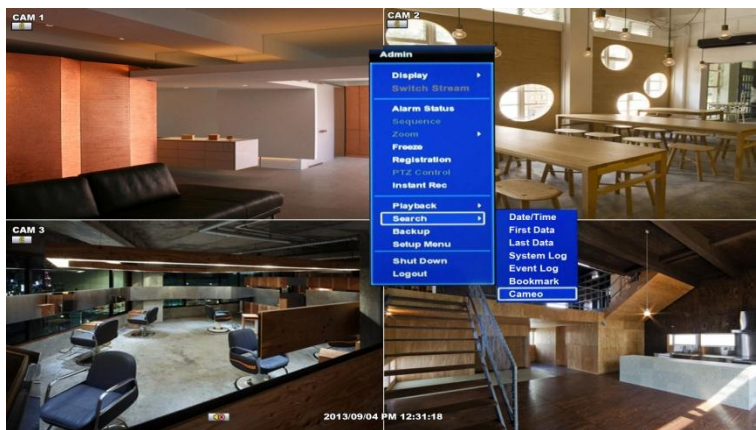 CAM 1
CAM 2
Admin
Display
Switch Stream
Alarm Status
Sequence
Zoom
Freeze
Registration
PTZ Control
Instant Rec
Playback
Search
Backup
Setup Menu
Shut Down
Logout
Date/Time
First Data
Last Data
System Log
Event Log
Bookmark
Cameo
CAM 3
2013/09/04 PM 12:31:18